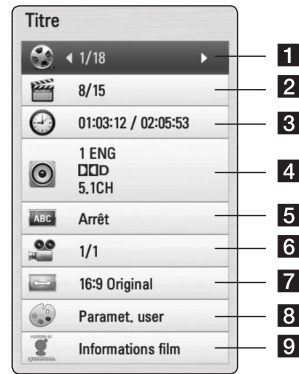 Titre
1/18 1
8/15 2
01:03:12 / 02:05:53 3
1 ENG
D
5.1CH
4
ABC Arrêt 5
1/1 6
16:9 Original 7
Paramet. user 8
Informations film 9